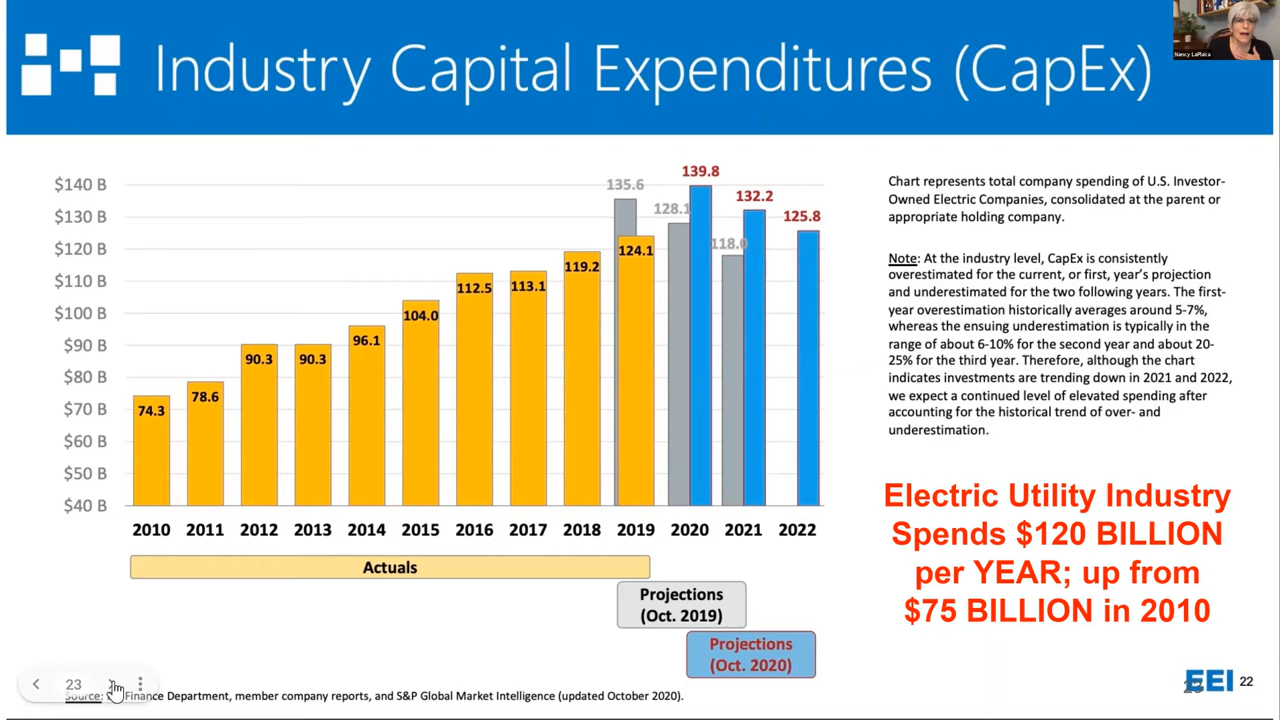 Industry Capital Expenditures (CapEx)
Nancy LaPlaca
$140 B
$130 B
$120 B
$110 B
$100 B
$90 B
$80 B
$70 B
$60 B
$50 B
$40 B
74.3
78.6
90.3
90.3
96.1
104.0
112.5
113.1
119.2
135.6
124.1
128.1
139.8
118.0
132.2
125.8
2010 2011 2012 2013 2014 2015 2016 2017 2018 2019 2020 2021 2022
Actuals
Projections
(Oct. 2019)
Projections
(Oct. 2020)
Chart represents total company spending of U.S. Investor-
Owned Electric Companies, consolidated at the parent or
appropriate holding company.
Note: At the industry level, CapEx is consistently
overestimated for the current, or first, year's projection
and underestimated for the two following years. The first-
year overestimation historically averages around 5-7%,
whereas the ensuing underestimation is typically in the
range of about 6-10% for the second year and about 20-
25% for the third year. Therefore, although the chart
indicates investments are trending down in 2021 and 2022,
we expect a continued level of elevated spending after
accounting for the historical trend of over- and
underestimation.
Electric Utility Industry
Spends $120 BILLION
per YEAR; up from
$75 BILLION in 2010
23
Source: Finance Department, member company reports, and S&P Global Market Intelligence (updated October 2020).
EEI 22